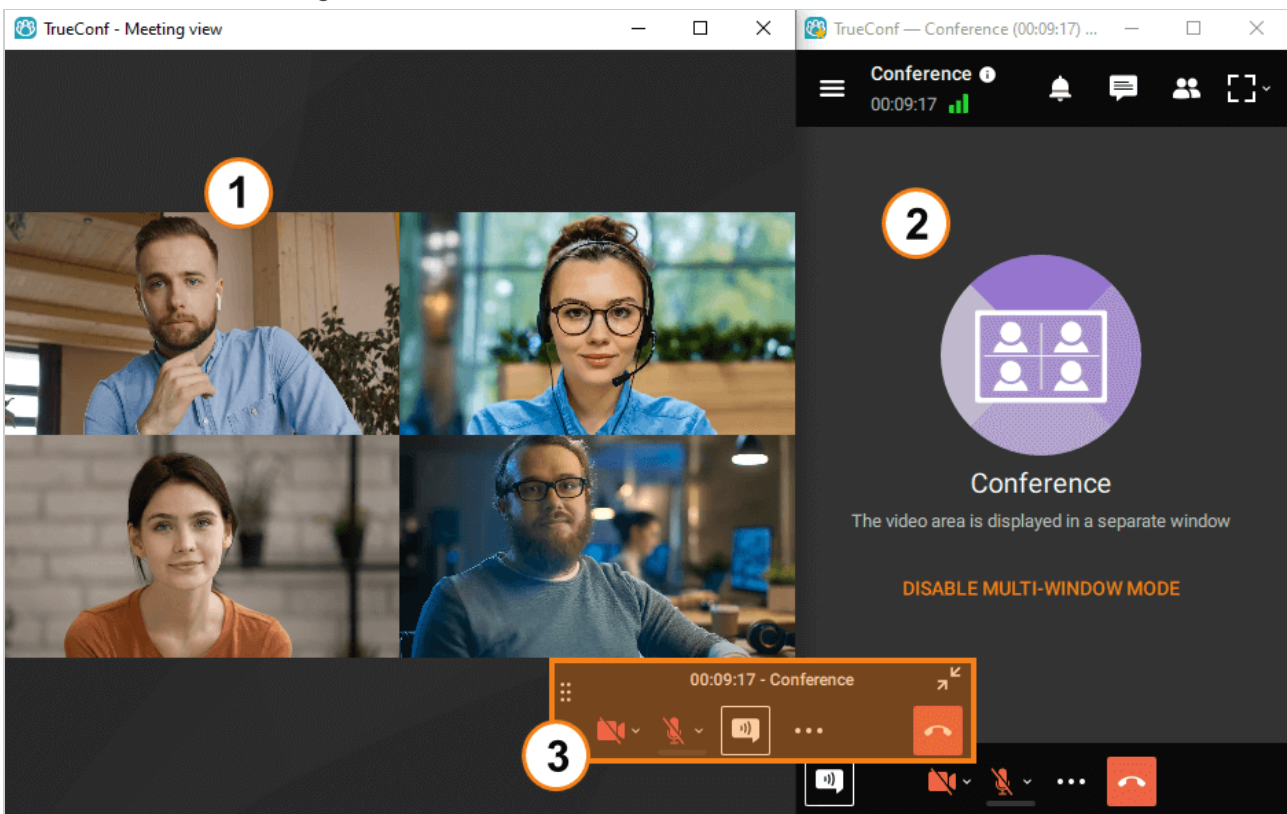 TrueConf - Meeting view
TrueConf — Conference (00:09:17) ...
Conference
00:09:17
1
2
Conference
The video area is displayed in a separate window
DISABLE MULTI-WINDOW MODE
00:09:17 - Conference
3